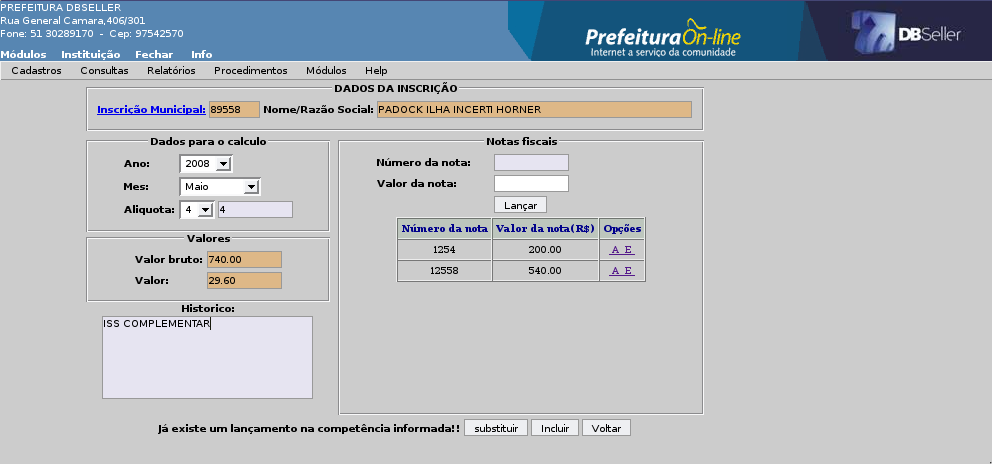 PREFEITURA DBSELLER
Rua General Camara,406/301
Fone: 51 30289170 - Cep: 97542570
Prefeitura On-line
Internet a serviço da comunidade
DBSeller
Módulos Instituição Fechar Info
Cadastros Consultas Relatórios Procedimentos Módulos Help
DADOS DA INSCRIÇÃO
Inscrição Municipal: 89558 Nome/Razão Social: PADOCK ILHA INCERTI HORNER
Dados para o calculo
Ano: 2008
Mes: Maio
Aliquota: 4 4
Valores
Valor bruto: 740.00
Valor: 29.60
Historico:
ISS COMPLEMENTAR
Notas fiscais
Número da nota:
Valor da nota:
Lançar
Número da nota Valor da nota(R$) Opções
1254 200.00 A E
12558 540.00 A E
Já existe um lançamento na competência informada!! substituir Incluir Voltar